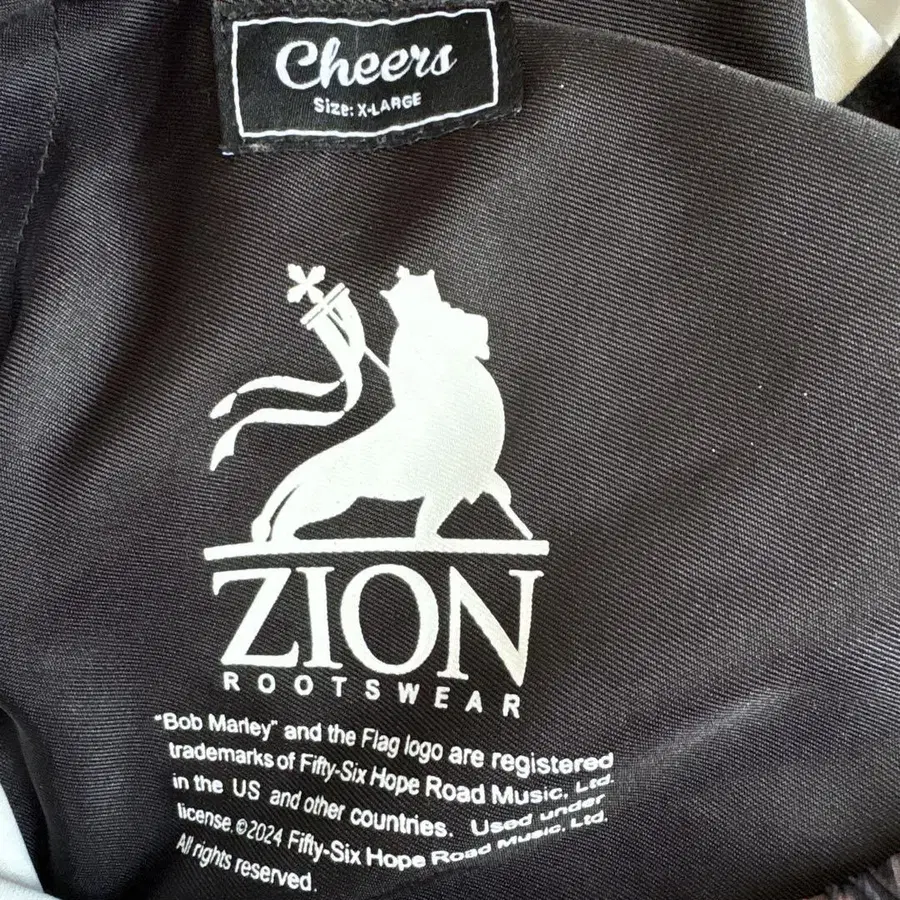 Cheers
Size: X-LARGE
ZION
ROOTSWEAR
"Bob Marley" and the Flag logo are registered
trademarks of Fifty-Six Hope Road Music, Ltd.
in the US and other countries. Used under
license. ©2024 Fifty-Six Hope Road Music, Ltd.
All rights reserved.